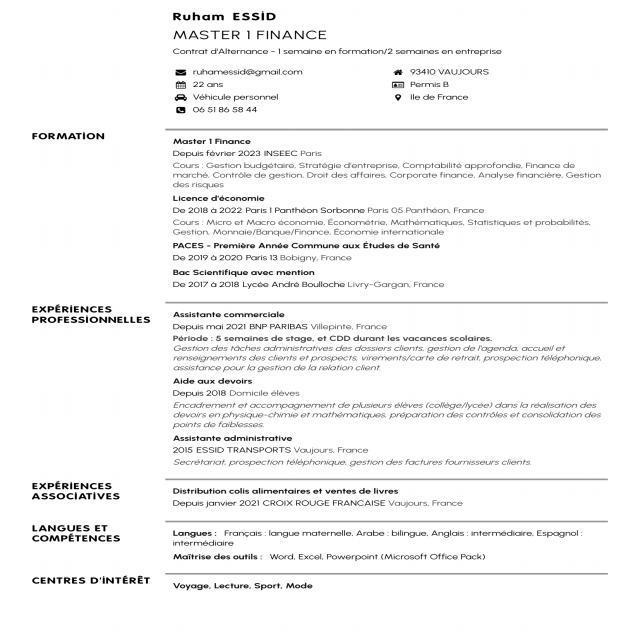 Ruham ESSİD
MASTER 1 FINANCE
Contrat d'Alternance - 1 semaine en formation/2 semaines en entreprise
ruhamessid@gmail.com
93410 VAUJOURS
22 ans
Permis B
Véhicule personnel
Ile de France
06 51 86 58 44
FORMATİON
Master 1 Finance
Depuis février 2023 INSEEC Paris
Cours : Gestion budgétaire, Stratégie d'entreprise, Comptabilité approfondie, Finance de
marché, Contrôle de gestion, Droit des affaires, Corporate finance, Analyse financière, Gestion
des risques
Licence d'économie
De 2018 à 2022 Paris 1 Panthéon Sorbonne Paris 05 Panthéon, France
Cours : Micro et Macro économie, Économétrie, Mathématiques, Statistiques et probabilités,
Gestion, Monnaie/Banque/Finance, Économie internationale
PACES - Première Année Commune aux Études de Santé
De 2019 à 2020 Paris 13 Bobigny, France
Bac Scientifique avec mention
De 2017 à 2018 Lycée André Boulloche Livry-Gargan, France
EXPÉRİENCES
PROFESSİONNELLES
Assistante commerciale
Depuis mai 2021 BNP PARIBAS Villepinte, France
Période : 5 semaines de stage, et CDD durant les vacances scolaires.
Gestion des tâches administratives des dossiers clients, gestion de l'agenda, accueil et
renseignements des clients et prospects, virements/carte de retrait, prospection téléphonique,
assistance pour la gestion de la relation client.
Aide aux devoirs
Depuis 2018 Domicile élèves
Encadrement et accompagnement de plusieurs élèves (collège/lycée) dans la réalisation des
devoirs en physique-chimie et mathématiques, préparation des contrôles et consolidation des
points de faiblesses.
Assistante administrative
2015 ESSID TRANSPORTS Vaujours, France
Secrétariat, prospection téléphonique, gestion des factures fournisseurs clients.
EXPÉRİENCES
ASSOCİATİVES
Distribution colis alimentaires et ventes de livres
Depuis janvier 2021 CROIX ROUGE FRANCAISE Vaujours, France
LANGUES ET
COMPÉTENCES
Langues : Français : langue maternelle, Arabe : bilingue, Anglais : intermédiaire, Espagnol :
intermédiaire
Maîtrise des outils : Word, Excel, Powerpoint (Microsoft Office Pack)
CENTRES D'İNTÉRÊT
Voyage, Lecture, Sport, Mode